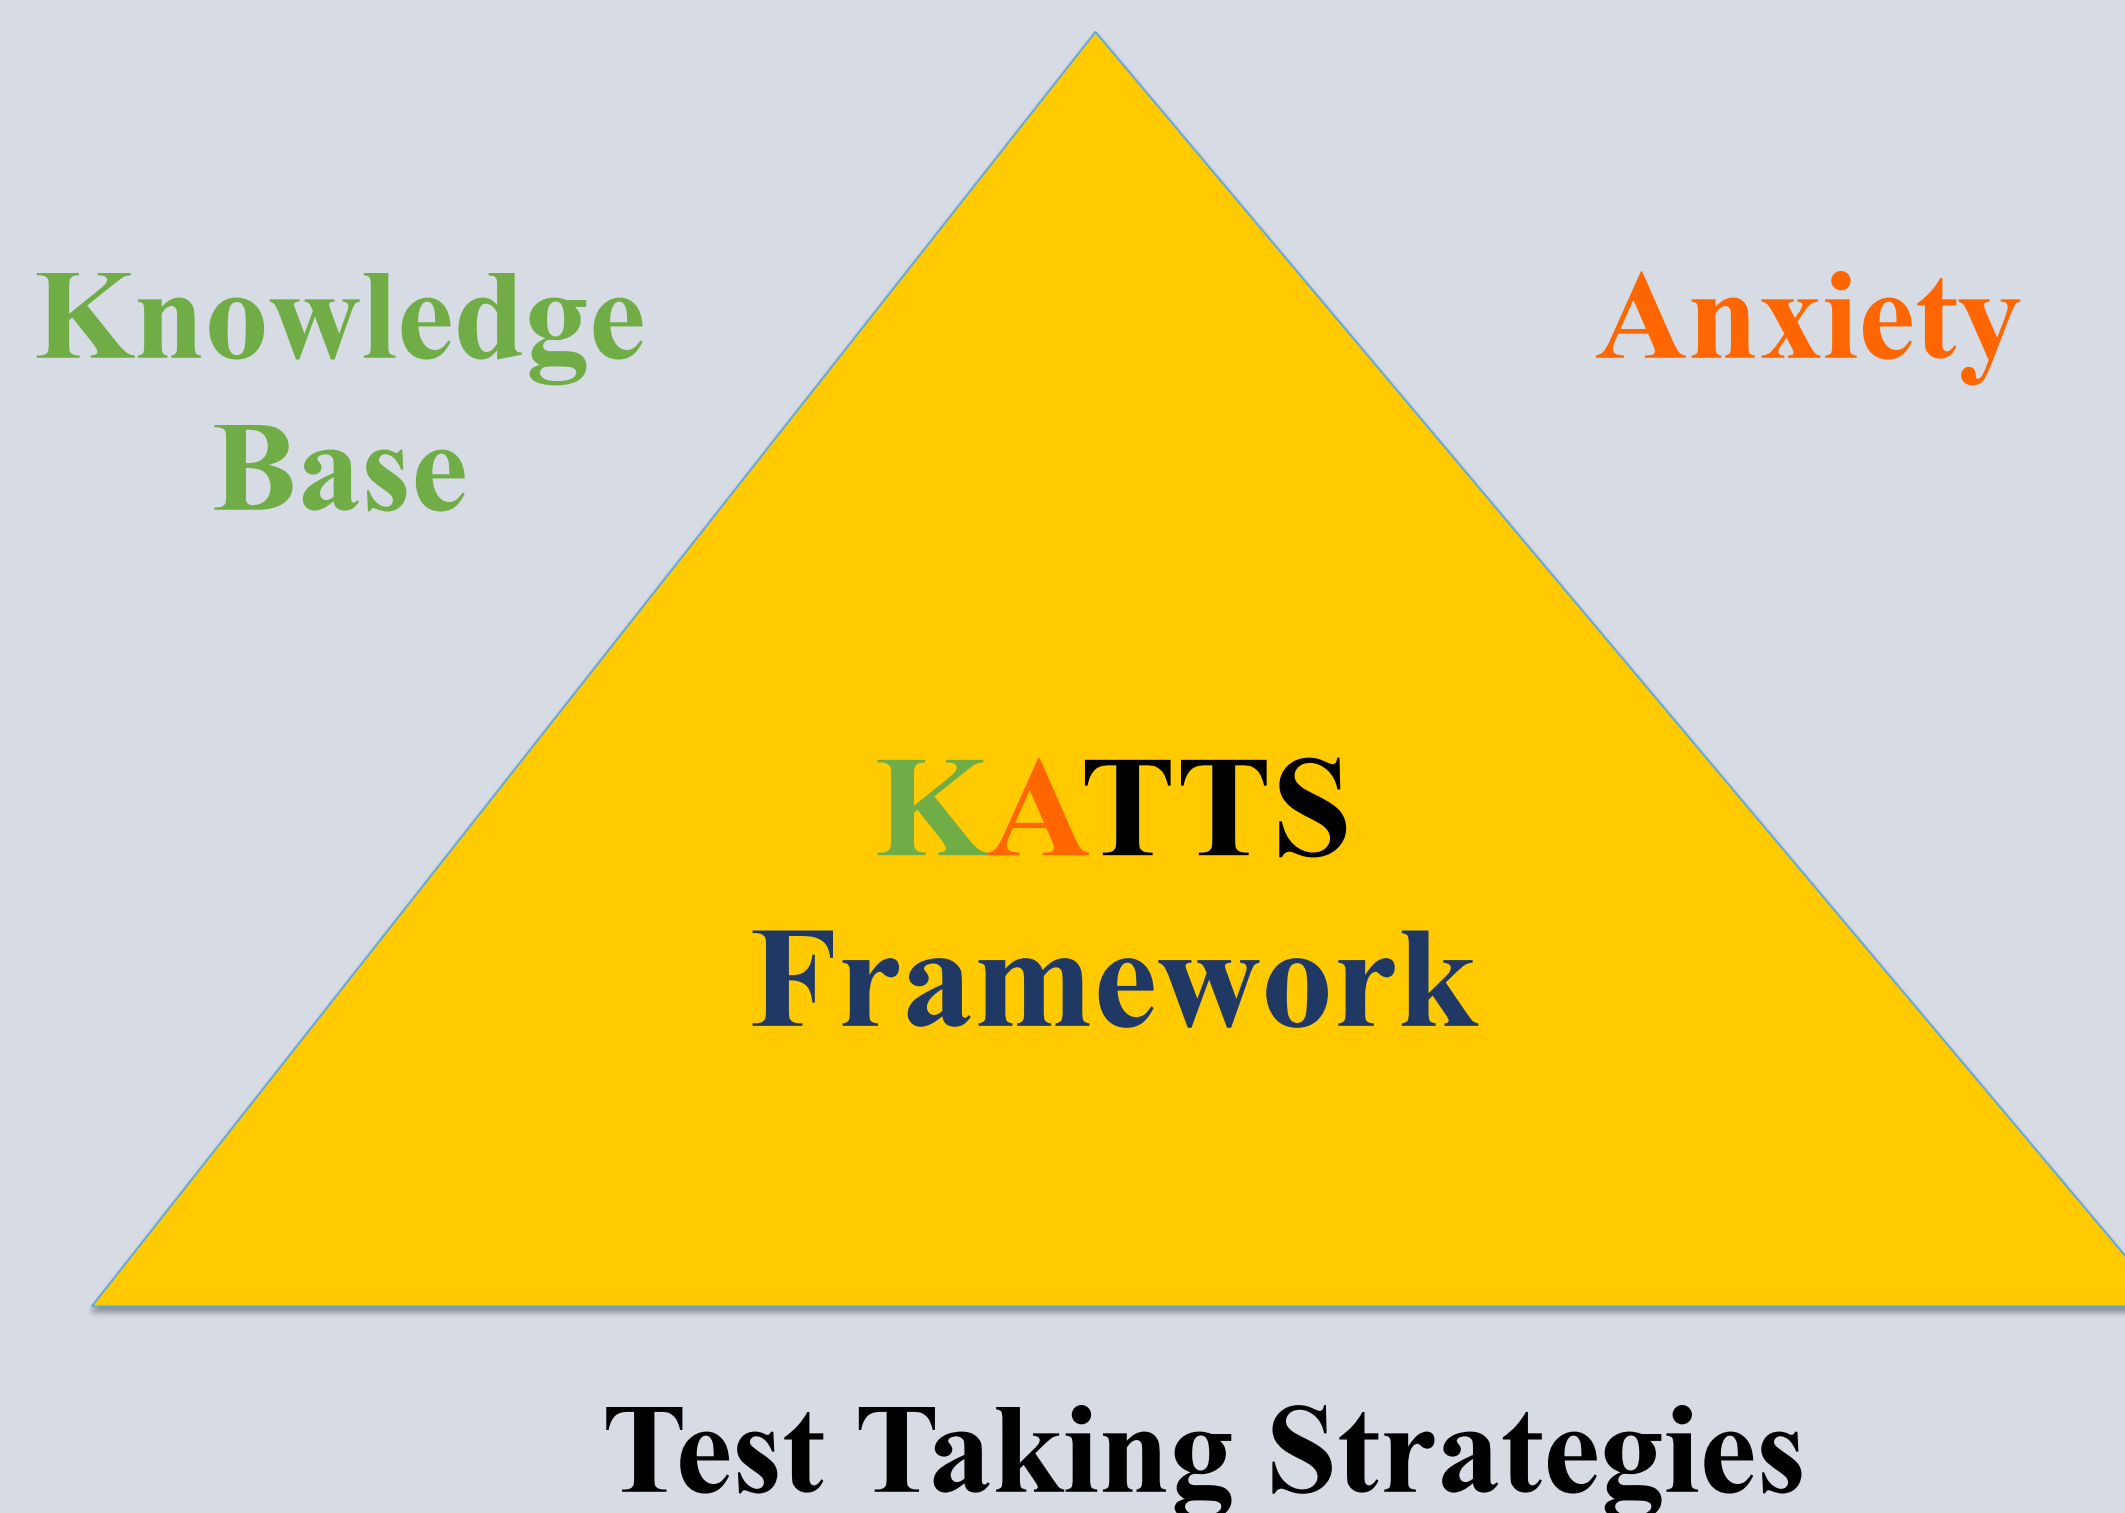 Knowledge
Base
Anxiety
KATTS
Framework
Test Taking Strategies